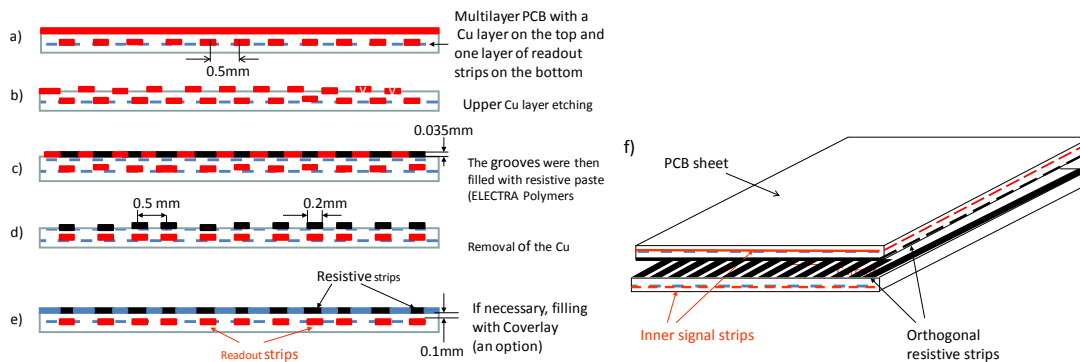 a)
Multilayer PCB with a
Cu layer on the top and
one layer of readout
strips on the bottom
0.5mm
b)
V V
Upper Cu layer etching
0.035mm
c)
The grooves were then
filled with resistive paste
(ELECTRA Polymers
0.5 mm
0.2mm
d)
Removal of the Cu
Resistive strips
e)
If necessary, filling
with Coverlay
(an option)
Readout strips
0.1mm
f)
PCB sheet
Inner signal strips
Orthogonal
resistive strips